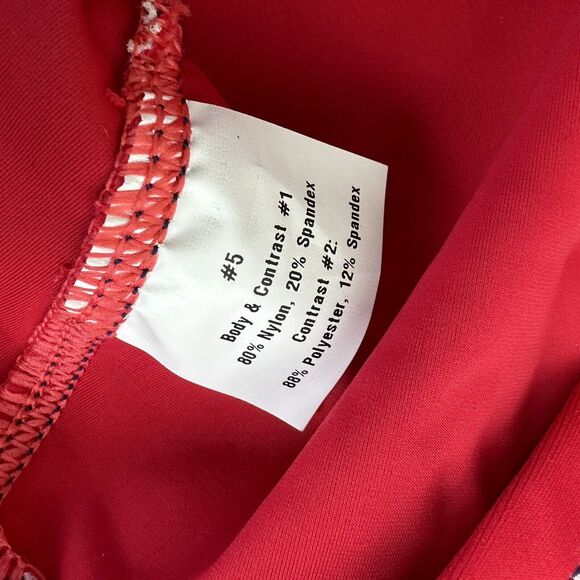 #5
Body & Contrast #1
80% Nylon, 20% Spandex
Contrast #2:
88% Polyester, 12% Spandex